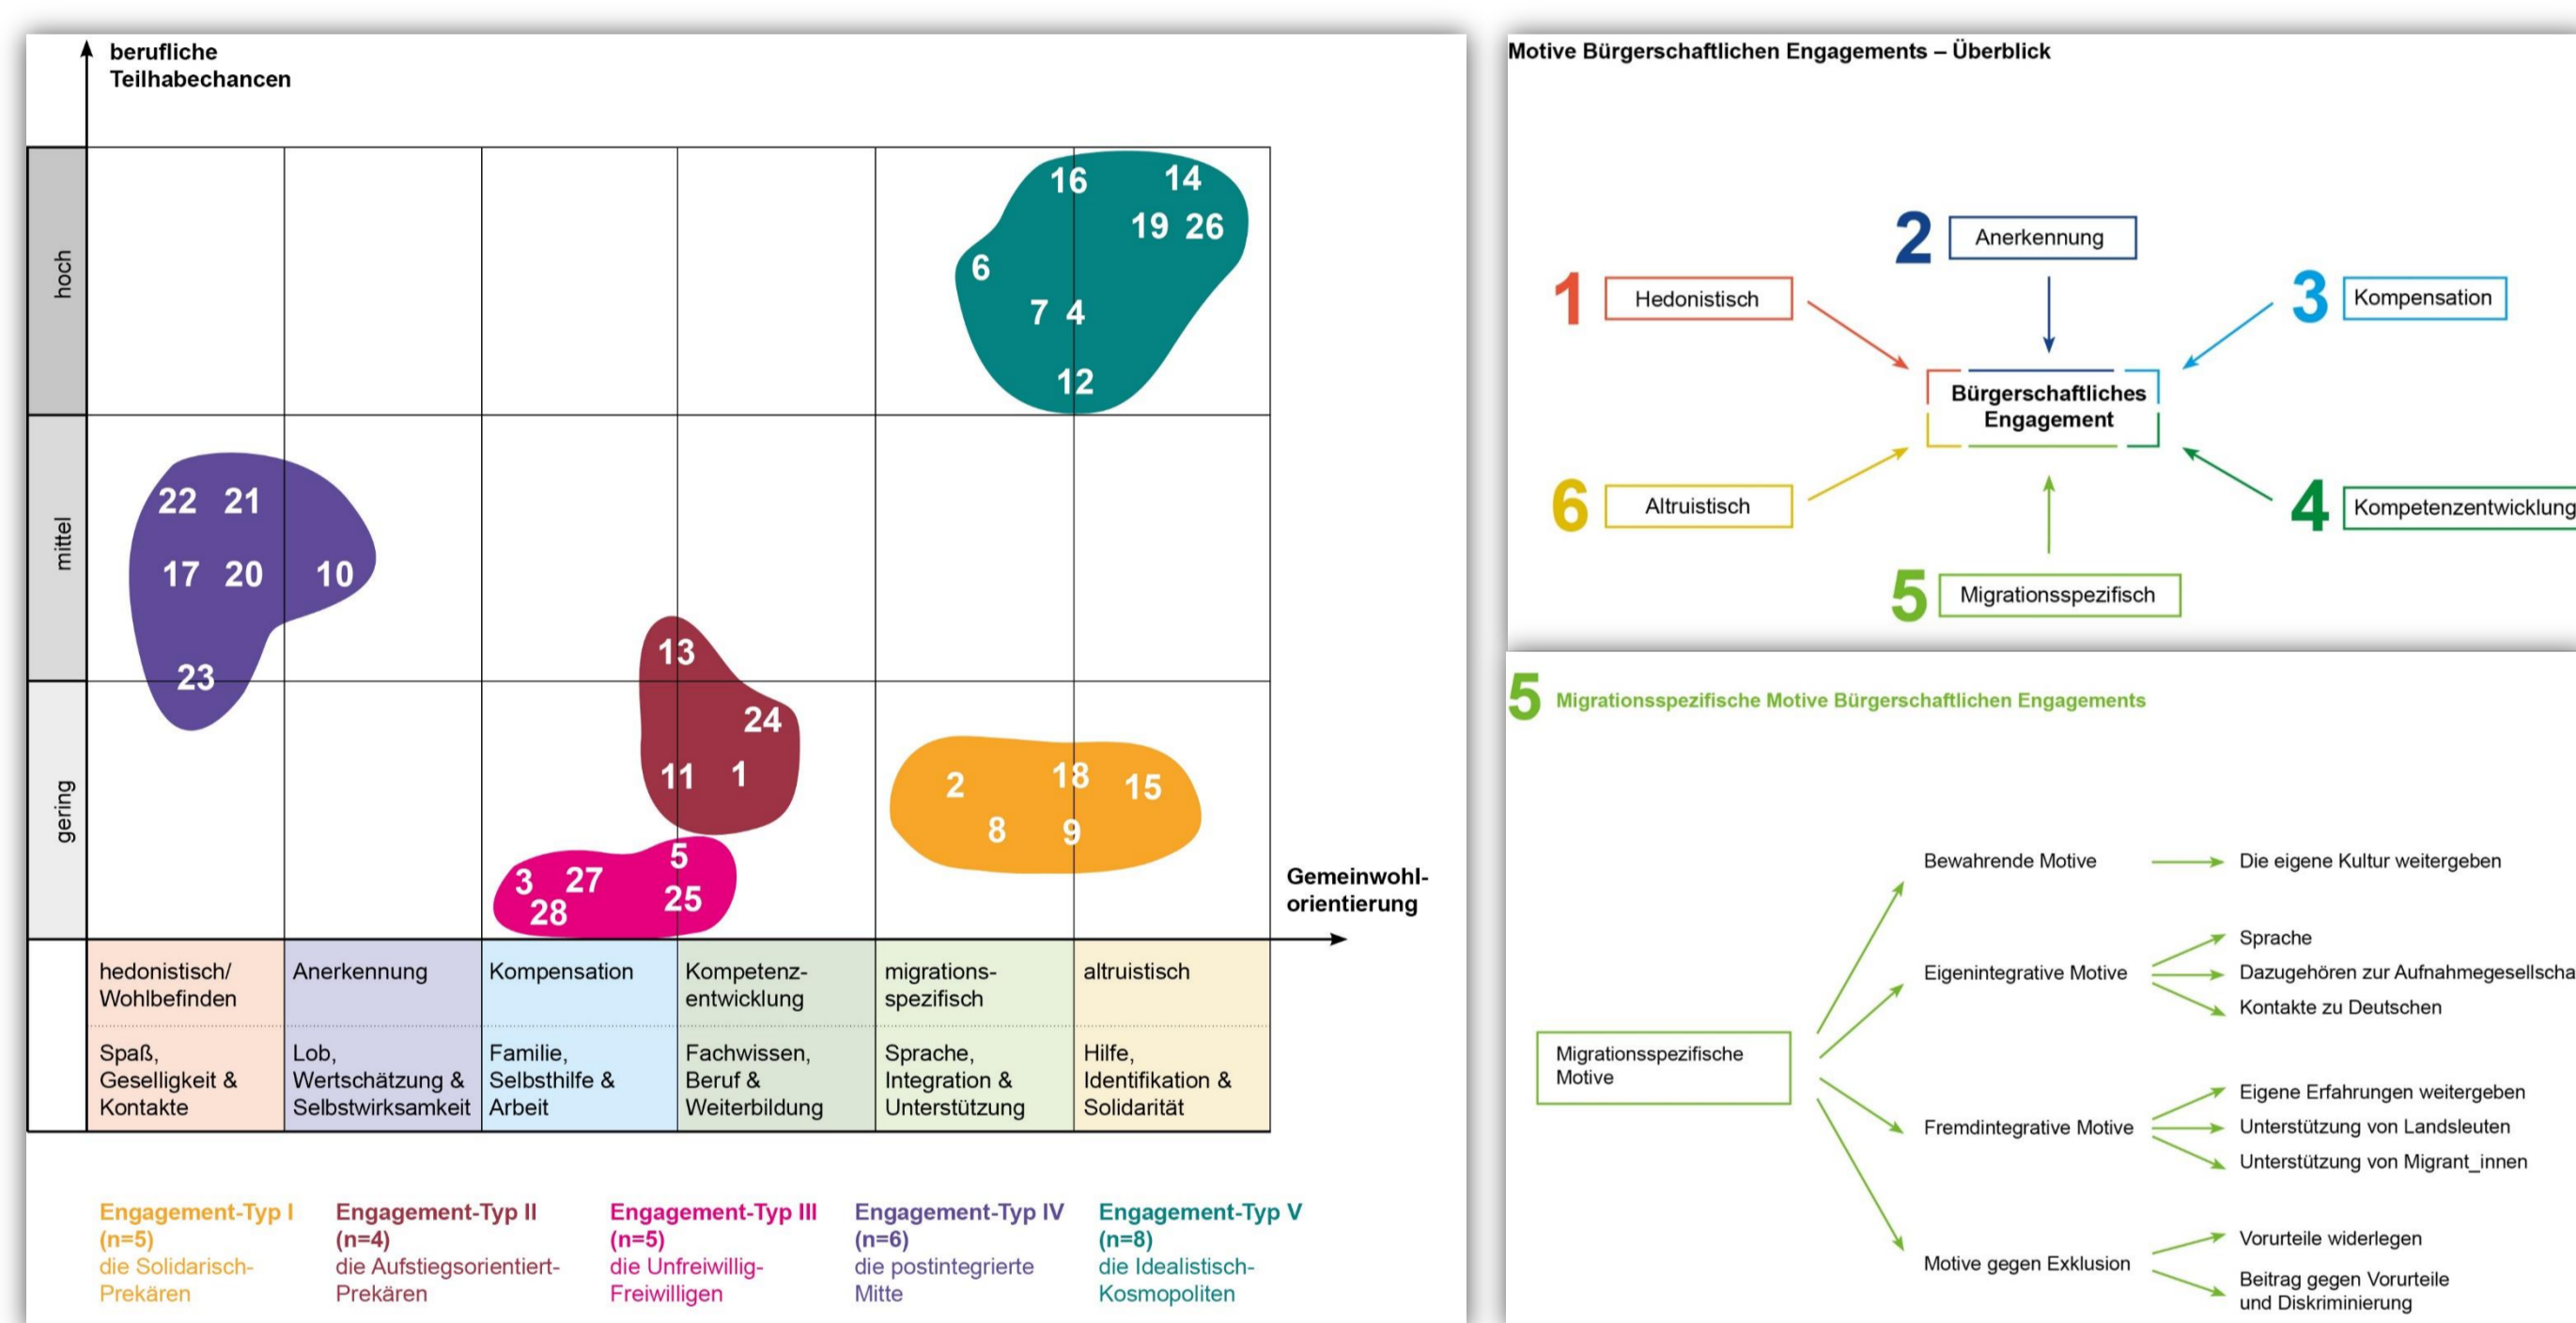 berufliche
Teilhabechancen
hoch
mittel
gering
16
14
19 26
6
7 4
12
22 21
17 20 10
23
13
24
11 1
2 18 15
8 9
5
3 27
28 25
Gemeinwohl-
orientierung
hedonistisch/
Wohlbefinden
Spaß,
Geselligkeit &
Kontakte
Anerkennung
Lob,
Wertschätzung &
Selbstwirksamkeit
Kompensation
Familie,
Selbsthilfe &
Arbeit
Kompetenz-
entwicklung
Fachwissen,
Beruf &
Weiterbildung
migrations-
spezifisch
Sprache,
Integration &
Unterstützung
altruistisch
Hilfe,
Identifikation &
Solidarität
Engagement-Typ I
(n=5)
die Solidarisch-
Prekären
Engagement-Typ II
(n=4)
die Aufstiegsorientiert-
Prekären
Engagement-Typ III
(n=5)
die Unfreiwillig-
Freiwilligen
Engagement-Typ IV
(n=6)
die postintegrierte
Mitte
Engagement-Typ V
(n=8)
die Idealistisch-
Kosmopoliten
Motive Bürgerschaftlichen Engagements – Überblick
1 Hedonistisch
2 Anerkennung
3 Kompensation
Bürgerschaftliches
Engagement
6 Altruistisch
4 Kompetenzentwicklung
5 Migrationsspezifisch
5 Migrationsspezifische Motive Bürgerschaftlichen Engagements
Migrationsspezifische
Motive
Bewahrende Motive
Die eigene Kultur weitergeben
Eigenintegrative Motive
Sprache
Dazugehören zur Aufnahmegesellscha
Kontakte zu Deutschen
Fremdintegrative Motive
Eigene Erfahrungen weitergeben
Unterstützung von Landsleuten
Unterstützung von Migrant_innen
Motive gegen Exklusion
Vorurteile widerlegen
Beitrag gegen Vorurteile
und Diskriminierung